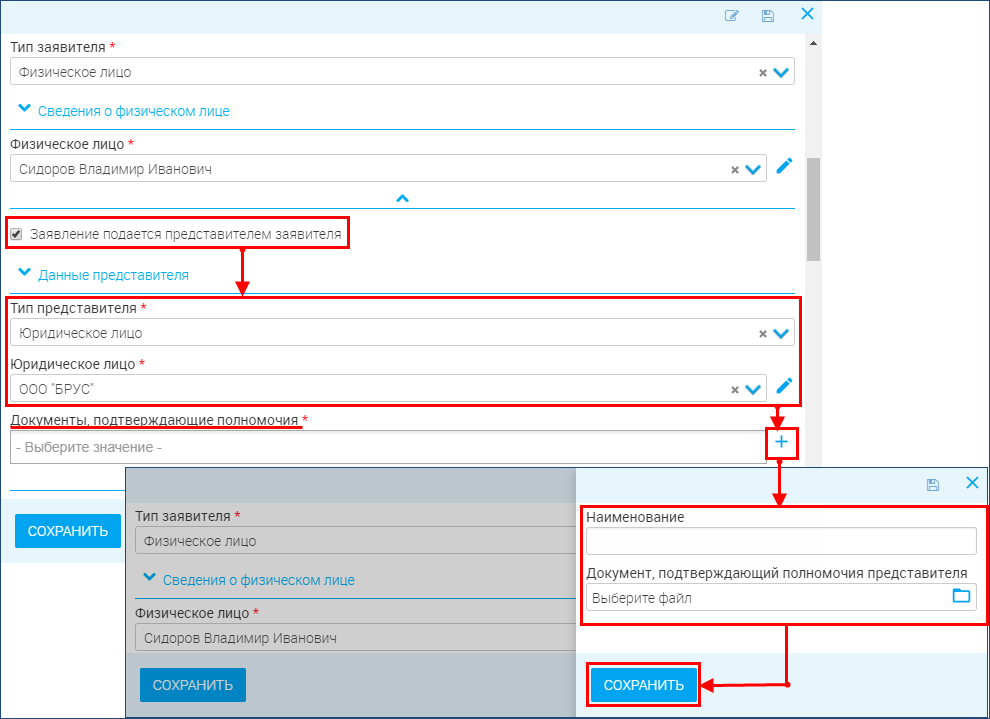 Тип заявителя *
Физическое лицо
Сведения о физическом лице
Физическое лицо *
Сидоров Владимир Иванович
Заявление подается представителем заявителя
Данные представителя
Тип представителя *
Юридическое лицо
Юридическое лицо *
ООО "БРУС"
Документы, подтверждающие полномочия *
- Выберите значение -
СОХРАНИТЬ
Тип заявителя *
Физическое лицо
Сведения о физическом лице
Физическое лицо *
Сидоров Владимир Иванович
СОХРАНИТЬ
Наименование
Документ, подтверждающий полномочия представителя
Выберите файл
СОХРАНИТЬ